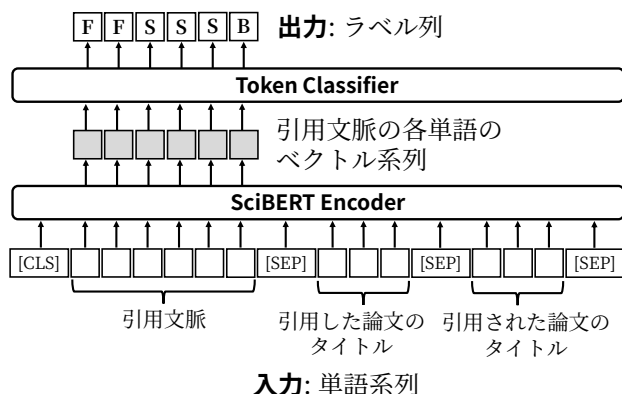 F F S S S B 出力: ラベル列
Token Classifier
引用文脈の各単語の
ベクトル系列
SciBERT Encoder
[CLS] [SEP] [SEP] [SEP]
引用文脈
引用した論文の
タイトル
引用された論文の
タイトル
入力: 単語系列